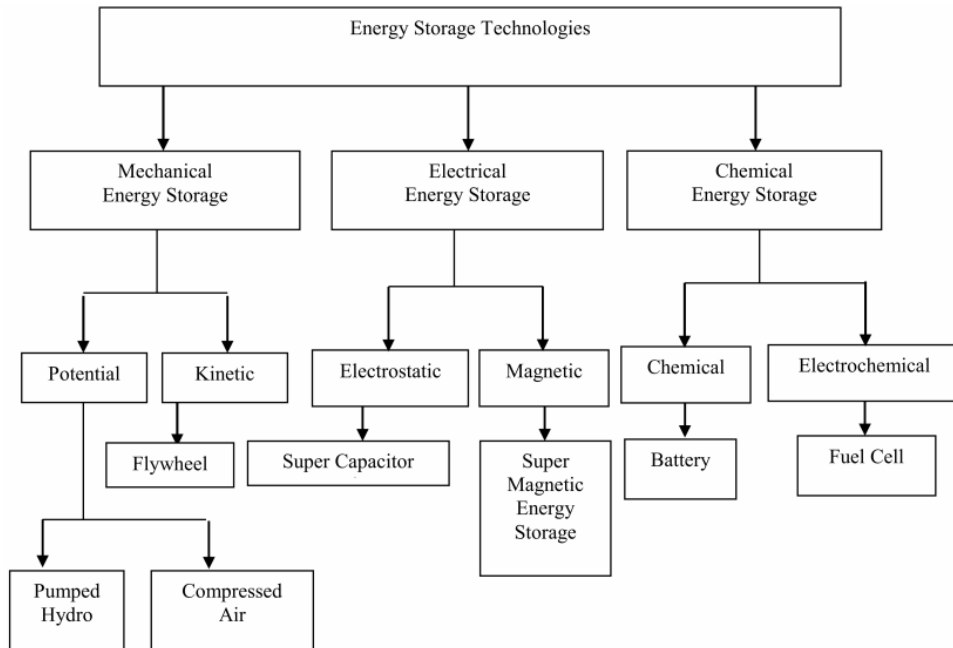 Energy Storage Technologies
Mechanical
Energy Storage
Electrical
Energy Storage
Chemical
Energy Storage
Potential
Kinetic
Electrostatic
Magnetic
Chemical
Electrochemical
Flywheel
Super Capacitor
Super
Magnetic
Energy
Storage
Battery
Fuel Cell
Pumped
Hydro
Compressed
Air